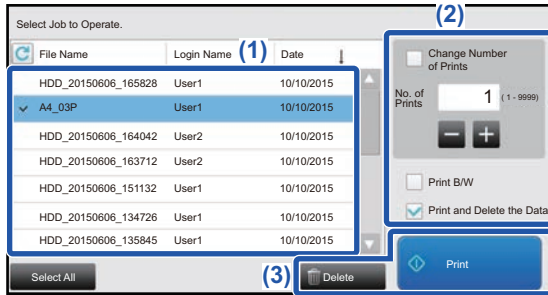 (2)
Select Job to Operate.
File Name Login Name (1) Date
Change Number
of Prints
HDD_20150606_165828 User1 10/10/2015
No. of
Prints
1 (1 - 9999)
A4_03P User1 10/10/2015
HDD_20150606_164042 User2 10/10/2015
HDD_20150606_163712 User2 10/10/2015
HDD_20150606_151132 User1 10/10/2015
Print B/W
HDD_20150606_134726 User1 10/10/2015
Print and Delete the Data
HDD_20150606_135845 User1 10/10/2015
Select All (3) Delete Print